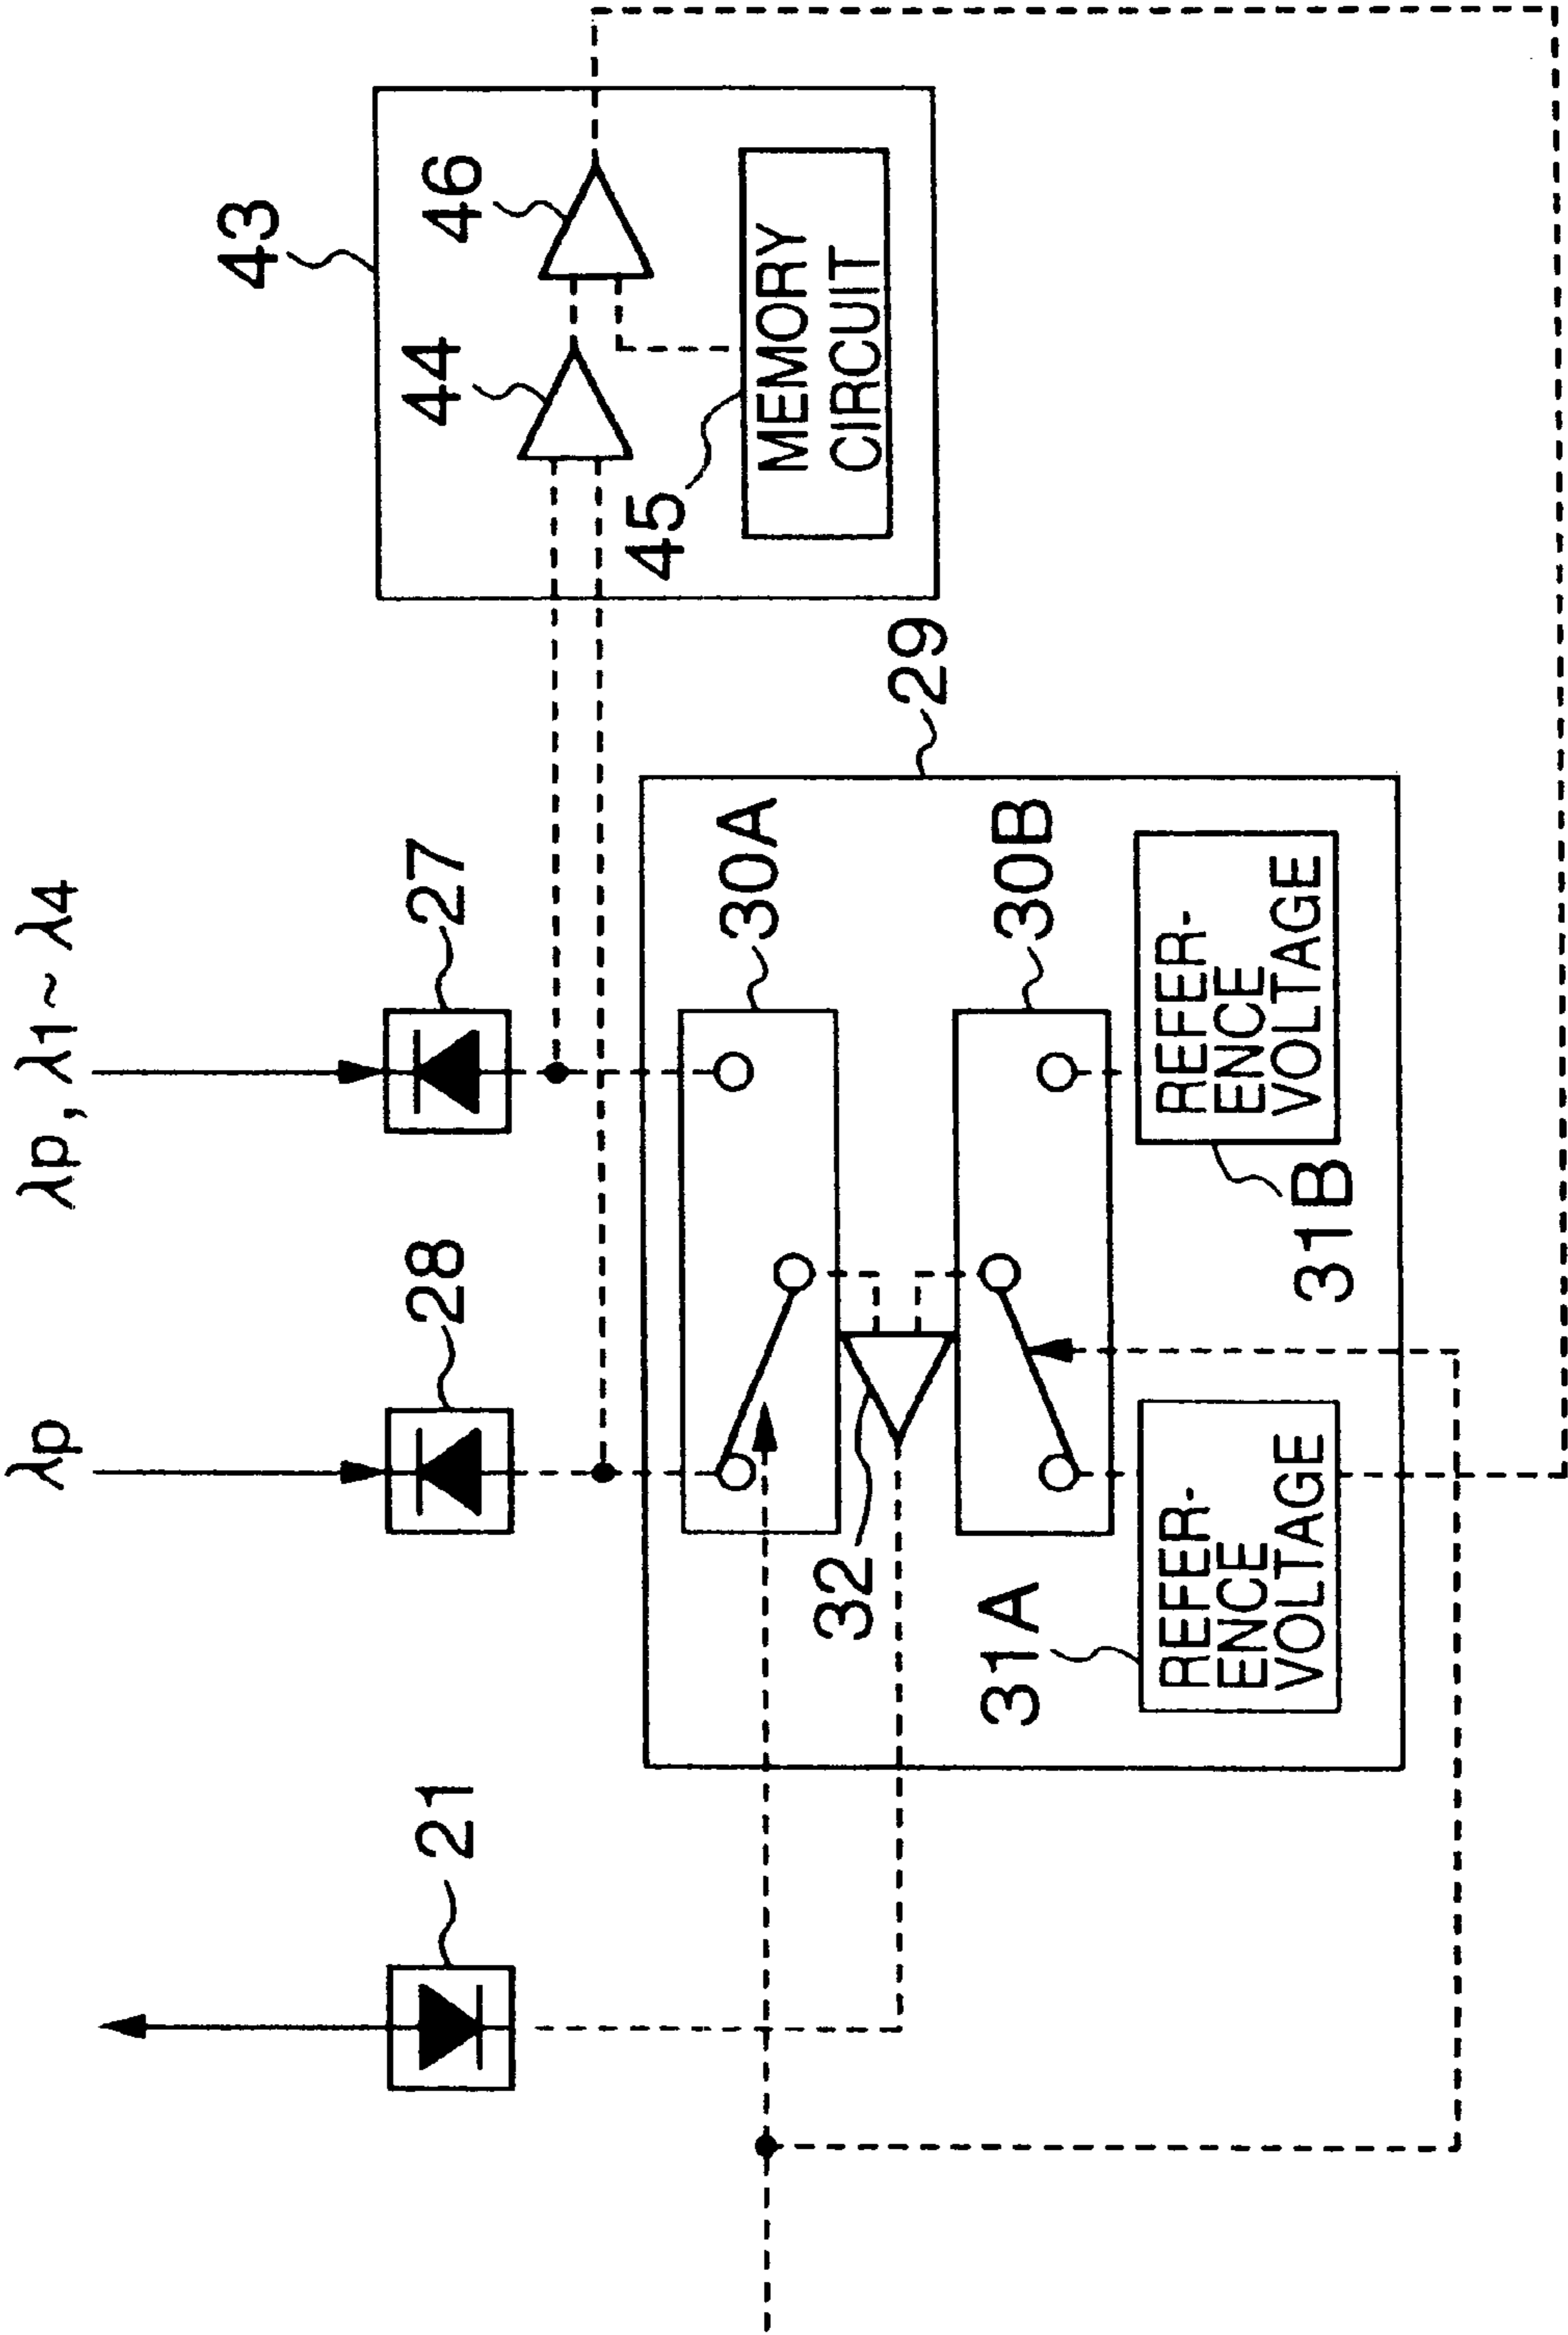 λp
λp, λ1~λ4
21
28
27
43
44
46
45
MEMORY
CIRCUIT
29
30A
32
30B
31A
REFER-
ENCE
VOLTAGE
31B
REFER-
ENCE
VOLTAGE